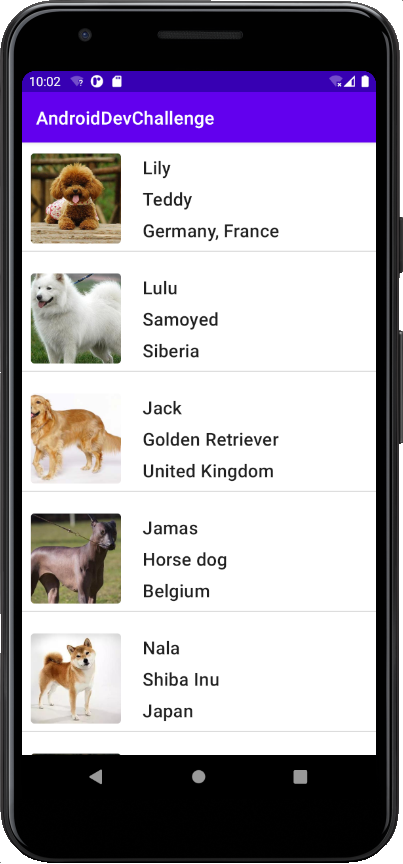 10:02
AndroidDevChallenge
Lily
Teddy
Germany, France
Lulu
Samoyed
Siberia
Jack
Golden Retriever
United Kingdom
Jamas
Horse dog
Belgium
Nala
Shiba Inu
Japan